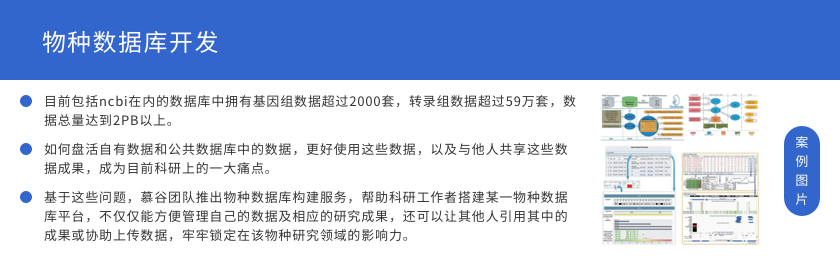 物种数据库开发
目前包括ncbi在内的数据库中拥有基因组数据超过2000套，转录组数据超过59万套，数
据总量达到2PB以上。
如何盘活自有数据和公共数据库中的数据，更好使用这些数据，以及与他人共享这些数
据成果，成为目前科研上的一大痛点。
基于这些问题，慕谷团队推出物种数据库构建服务，帮助科研工作者搭建某一物种数据
库平台，不仅仅能方便管理自己的数据及相应的研究成果，还可以让其他人引用其中的
成果或协助上传数据，牢牢锁定在该物种研究领域的影响力。
案例图片